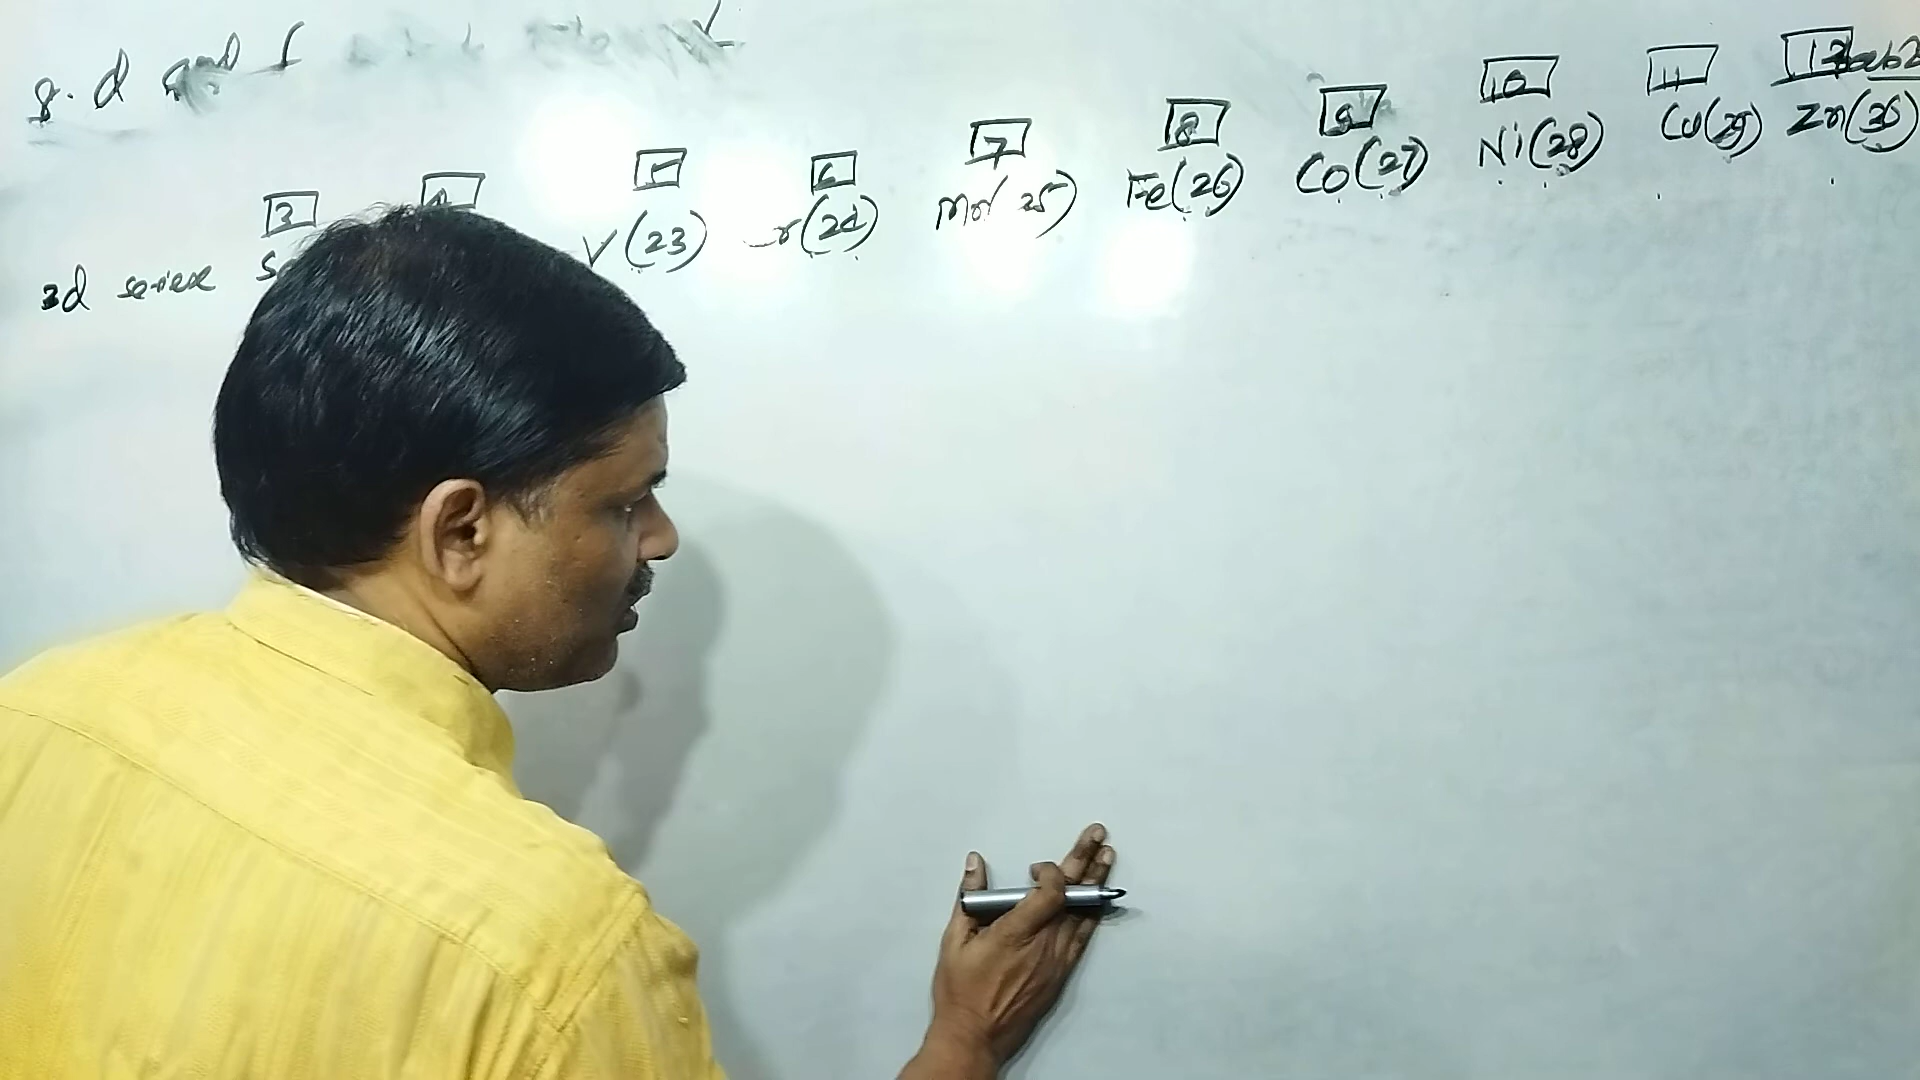 8. d and f
3 5 6 7 8 9 10 11 12
3d series V(23) r(24) Mn(25) Fe(26) Co(27) Ni(28) Cu(29) Zn(30)